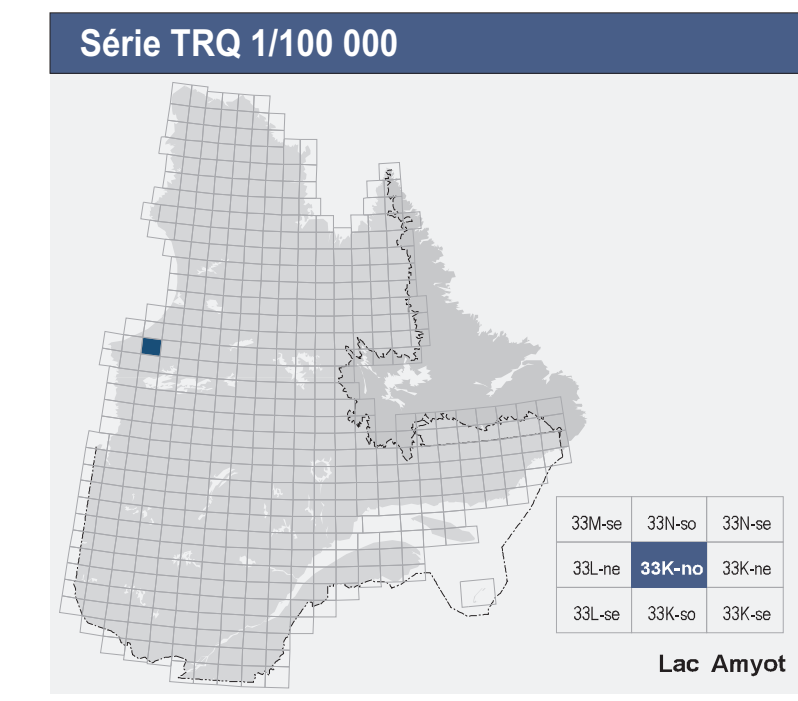 Série TRQ 1/100 000
33M-se 33N-so 33N-se
33L-ne 33K-no 33K-ne
33L-se 33K-so 33K-se
Lac Amyot